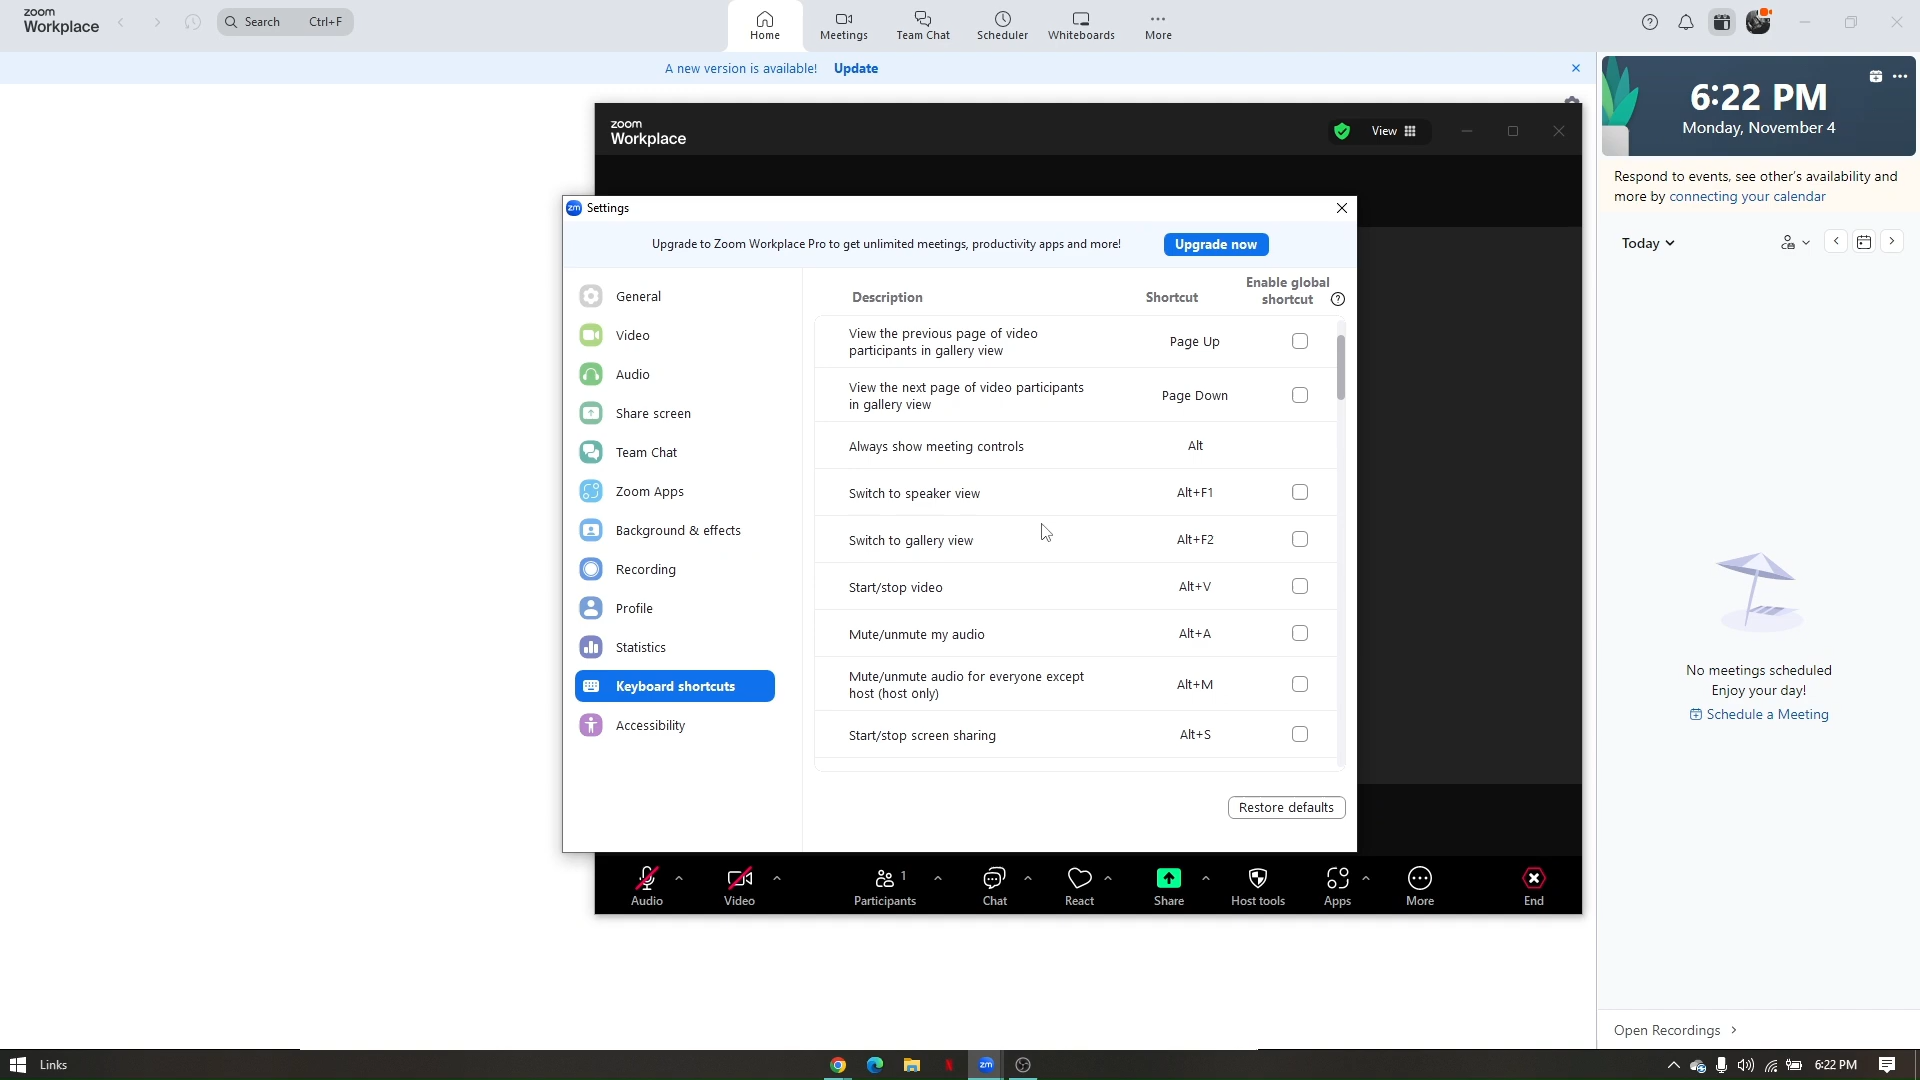 zoom
Workplace
Search Ctrl+F
Home
Meetings
Team Chat
Scheduler
Whiteboards
More
A new version is available! Update
6:22 PM
Monday, November 4
Respond to events, see other's availability and
more by connecting your calendar
Today
No meetings scheduled
Enjoy your day!
Schedule a Meeting
Open Recordings
zoom
Workplace
View
zm Settings
Upgrade to Zoom Workplace Pro to get unlimited meetings, productivity apps and more! Upgrade now
General
Video
Audio
Share screen
Team Chat
Zoom Apps
Background & effects
Recording
Profile
Statistics
Keyboard shortcuts
Accessibility
Description
Shortcut
Enable global
shortcut
View the previous page of video
participants in gallery view
Page Up
View the next page of video participants
in gallery view
Page Down
Always show meeting controls Alt
Switch to speaker view Alt+F1
Switch to gallery view Alt+F2
Start/stop video Alt+V
Mute/unmute my audio Alt+A
Mute/unmute audio for everyone except
host (host only)
Alt+M
Start/stop screen sharing Alt+S
Restore defaults
Audio
Video
1
Participants
Chat
React
Share
Host tools
Apps
More
End
Links
zm
6:22 PM